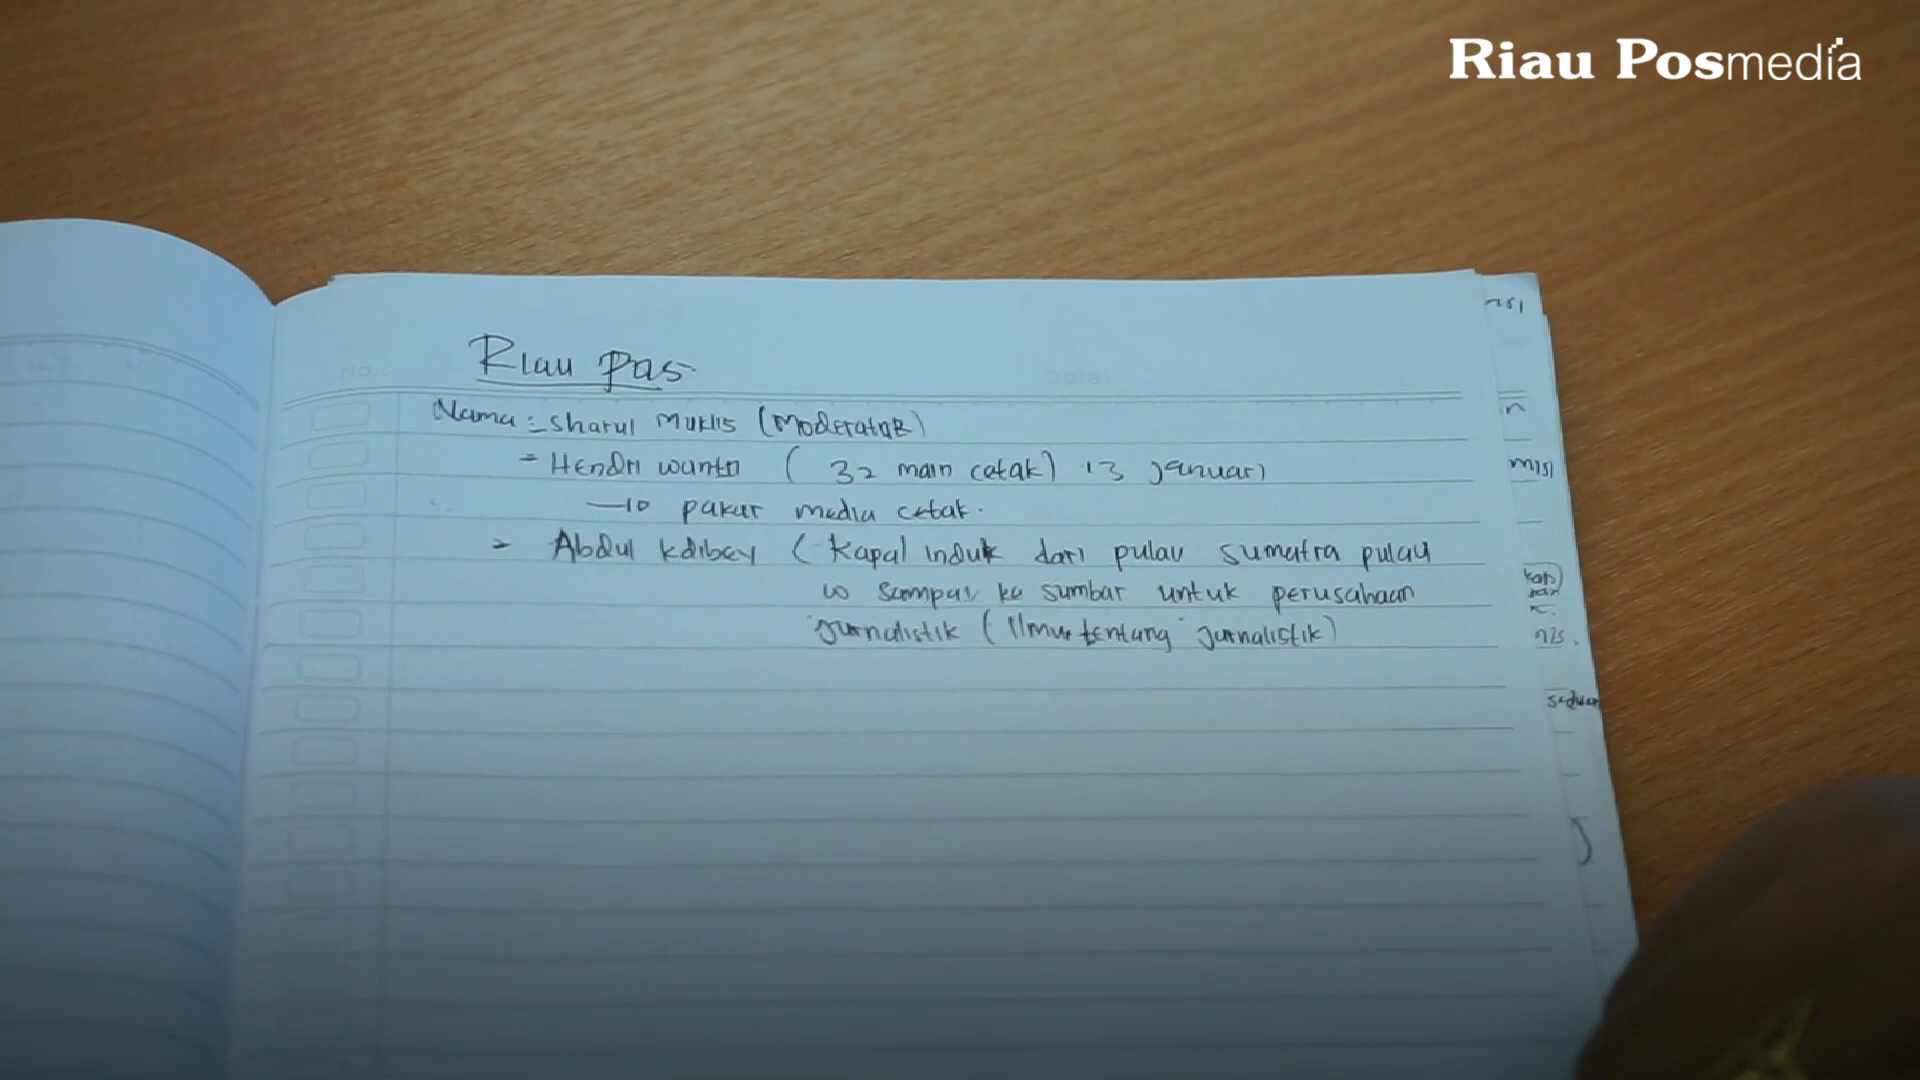 Riau Posmedia
Riau Pos
Nama = Sharul Muklis (Moderator)
- Hendri wanto ( 32 main cetak) 13 januari
pakar media cetak.
- Abdul kdibey ( Kapal induk dari pulau sumatra pulau
sampai ke sumbar untuk perusahaan
jurnalistik ( Ilmu tentang jurnalistik)